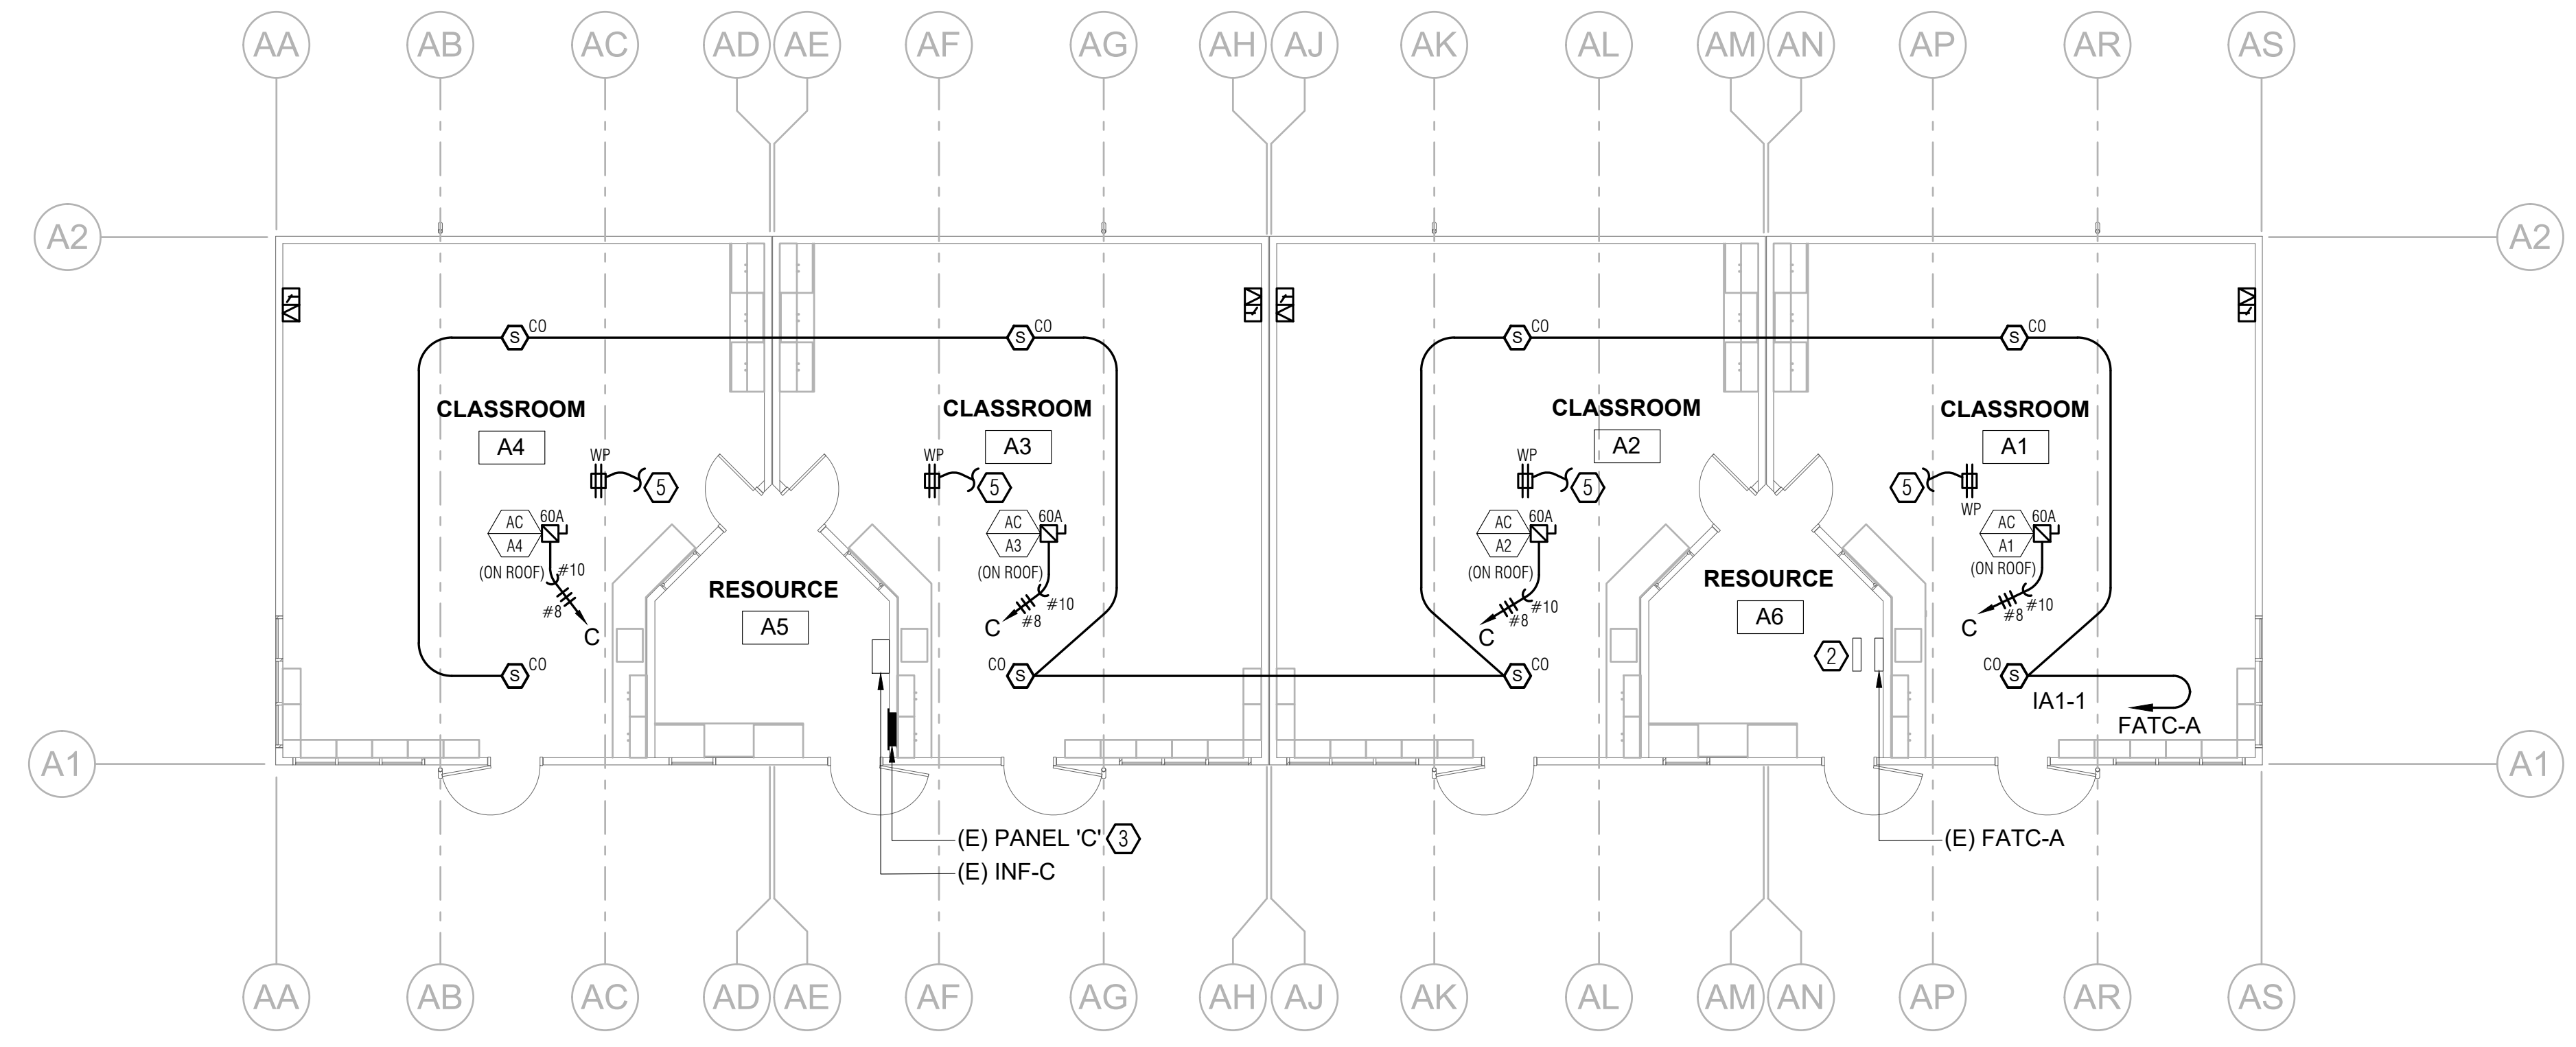 AA AB AC AD AE AF AG AH AJ AK AL AM AN AP AR AS
A2 A2
CO CO CO CO
S S S S
CLASSROOM CLASSROOM CLASSROOM CLASSROOM
A4 A3 A2 A1
WP WP WP
5 5 5 5
WP
AC 60A AC 60A AC 60A AC 60A
A4 A3 A2 A1
(ON ROOF) #10 (ON ROOF) (ON ROOF) (ON ROOF)
RESOURCE RESOURCE
#8 #10 #10 #10
#8 #8 #8
A5 A6
C C C C
2
CO CO CO CO
S S S S
IA1-1
FATC-A
A1 A1
(E) PANEL 'C' 3 (E) FATC-A
(E) INF-C
AA AB AC AD AE AF AG AH AJ AK AL AM AN AP AR AS